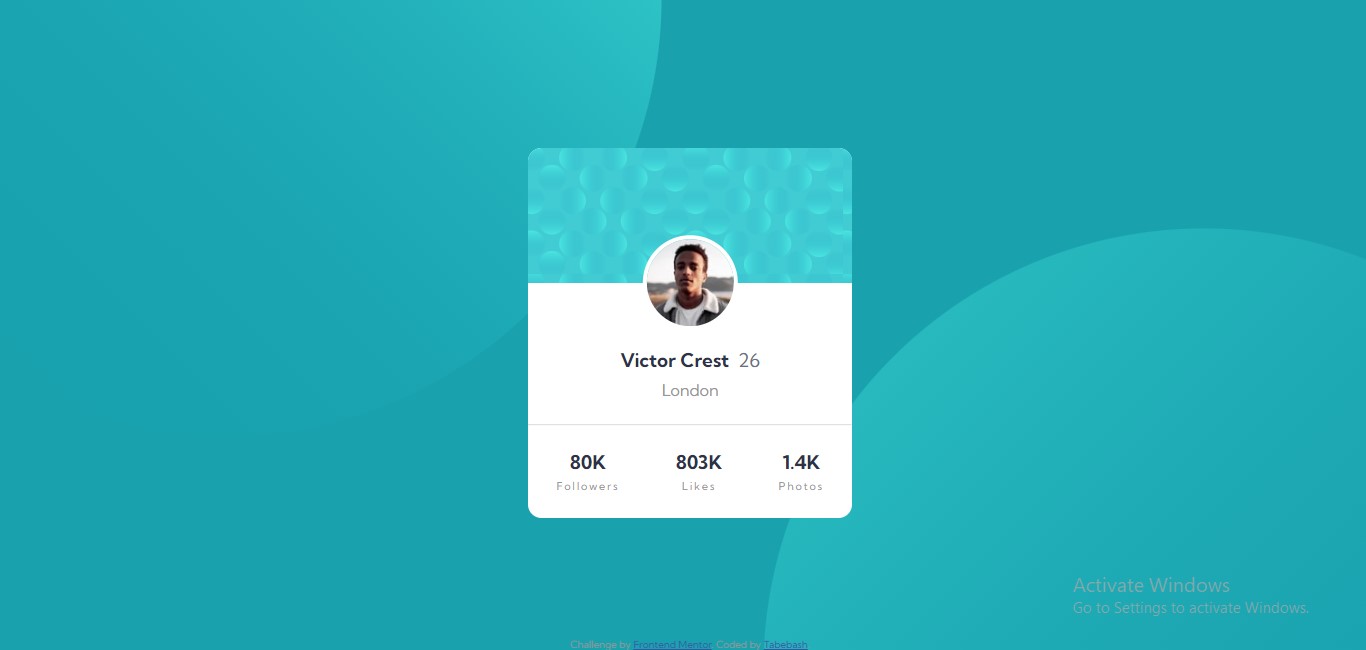 Victor Crest 26
London
80K 803K 1.4K
Followers Likes Photos
Activate Windows
Go to Settings to activate Windows.
Challenge by Frontend Mentor. Coded by Tabebash